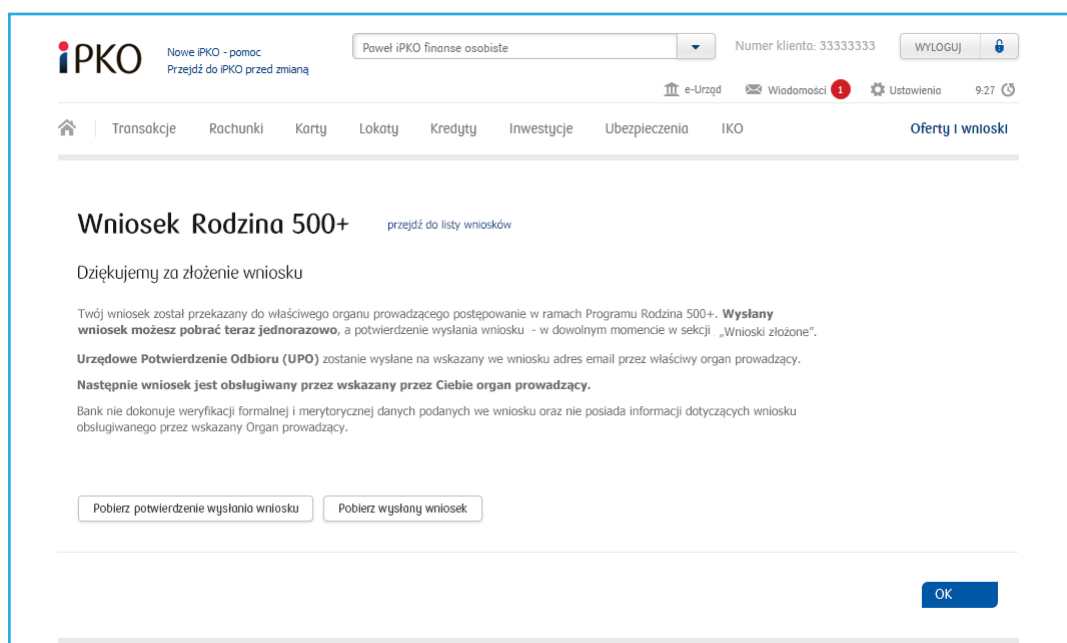 iPKO
Nowe iPKO - pomoc
Przejdź do iPKO przed zmianą
Paweł iPKO finanse osobiste
Numer klienta: 33333333
WYLOGUJ
e-Urząd
Wiadomości 1
Ustawienia
9:27
Transakcje
Rachunki
Karty
Lokaty
Kredyty
Inwestycje
Ubezpieczenia
IKO
Oferty i wnioski
Wniosek Rodzina 500+
przejdź do listy wniosków
Dziękujemy za złożenie wniosku
Twój wniosek został przekazany do właściwego organu prowadzącego postępowanie w ramach Programu Rodzina 500+. Wysłany
wniosek możesz pobrać teraz jednorazowo, a potwierdzenie wysłania wniosku - w dowolnym momencie w sekcji „Wnioski złożone”.
Urzędowe Potwierdzenie Odbioru (UPO) zostanie wysłane na wskazany we wniosku adres email przez właściwy organ prowadzący.
Następnie wniosek jest obsługiwany przez wskazany przez Ciebie organ prowadzący.
Bank nie dokonuje weryfikacji formalnej i merytorycznej danych podanych we wniosku oraz nie posiada informacji dotyczących wniosku
obsługiwanego przez wskazany Organ prowadzący.
Pobierz potwierdzenie wysłania wniosku
Pobierz wysłany wniosek
OK